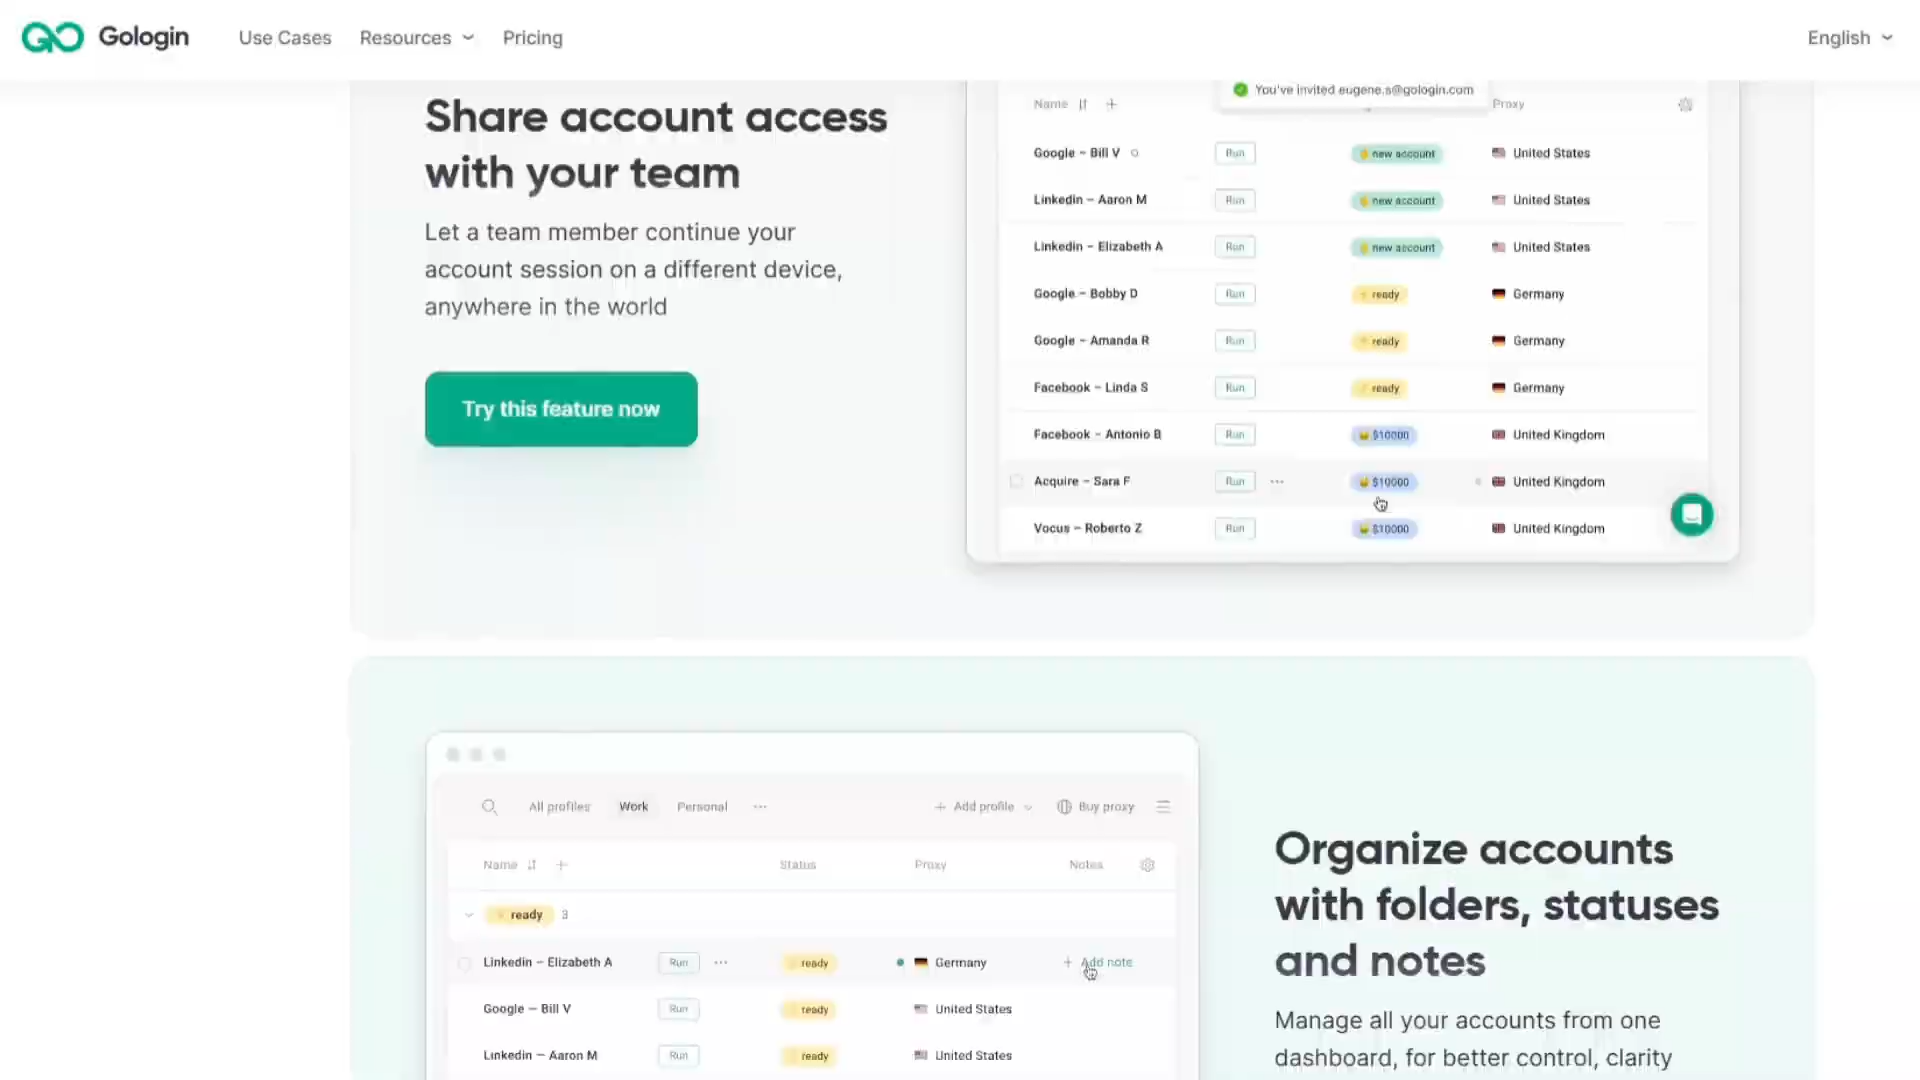 Gologin
Use Cases
Resources
Pricing
English
Share account access
with your team
Let a team member continue your
account session on a different device,
anywhere in the world
Try this feature now
You've invited eugene.s@gologin.com
Name
Proxy
Google – Bill V
Run
new account
United States
Linkedin – Aaron M
Run
new account
United States
Linkedin – Elizabeth A
Run
new account
United States
Google – Bobby D
Run
ready
Germany
Google – Amanda R
Run
ready
Germany
Facebook – Linda S
Run
ready
Germany
Facebook – Antonio B
Run
$10000
United Kingdom
Acquire – Sara F
Run
$10000
United Kingdom
Vocus – Roberto Z
Run
$10000
United Kingdom
All profiles
Work
Personal
Add profile
Buy proxy
Name
Status
Proxy
Notes
ready 3
Linkedin – Elizabeth A
Run
ready
Germany
+ Add note
Google – Bill V
Run
ready
United States
Linkedin – Aaron M
Run
ready
United States
Organize accounts
with folders, statuses
and notes
Manage all your accounts from one
dashboard, for better control, clarity